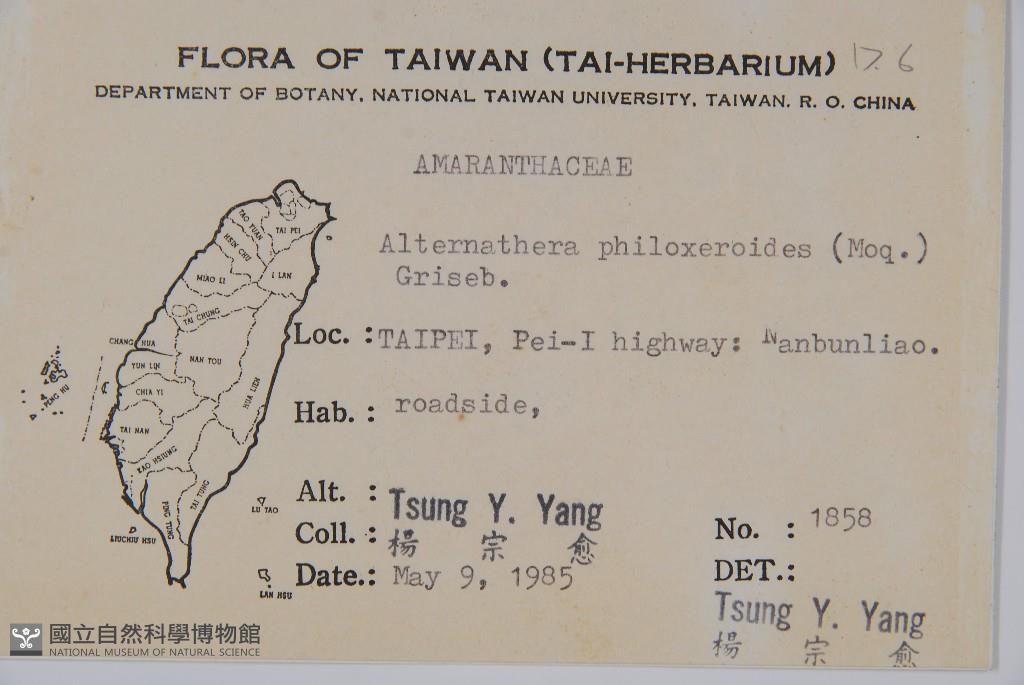 FLORA OF TAIWAN (TAI-HERBARIUM) 17.6
DEPARTMENT OF BOTANY, NATIONAL TAIWAN UNIVERSITY, TAIWAN. R. O. CHINA
AMARANTHACEAE
Alternathera philoxeroides (Moq.)
Griseb.
Loc. : TAIPEI, Pei-I highway: Nanbunliao.
Hab. : roadside,
Alt. :
Coll. : Tsung Y. Yang
楊 宗 愈
Date.: May 9, 1985
No. : 1858
DET.:
Tsung Y. Yang
楊 宗 愈
TAI PEI
TAO YUAN
HSIN CHU
I LAN
MIAO LI
TAI CHUNG
CHANG HUA
NAN TOU
YUN LIN
CHIA YI
HUA LIEN
PENG HU
TAI NAN
KAO HSIUNG
TAI TUNG
PING TUNG
LU TAO
LIUCHIU HSU
LAN HSU
國立自然科學博物館
NATIONAL MUSEUM OF NATURAL SCIENCE